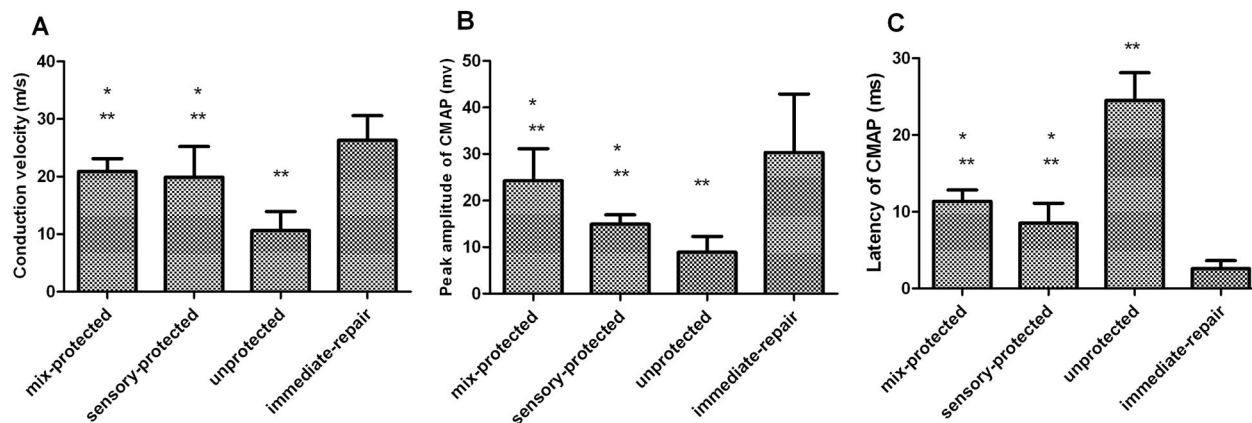 A
Conduction velocity (m/s)
40
30
20
10
0
*
**
*
**
**
mix-protected
sensory-protected
unprotected
immediate-repair
B
Peak amplitude of CMAP (mv)
50
40
30
20
10
0
*
**
*
**
**
mix-protected
sensory-protected
unprotected
immediate-repair
C
Latency of CMAP (ms)
30
20
10
0
*
**
*
**
**
mix-protected
sensory-protected
unprotected
immediate-repair